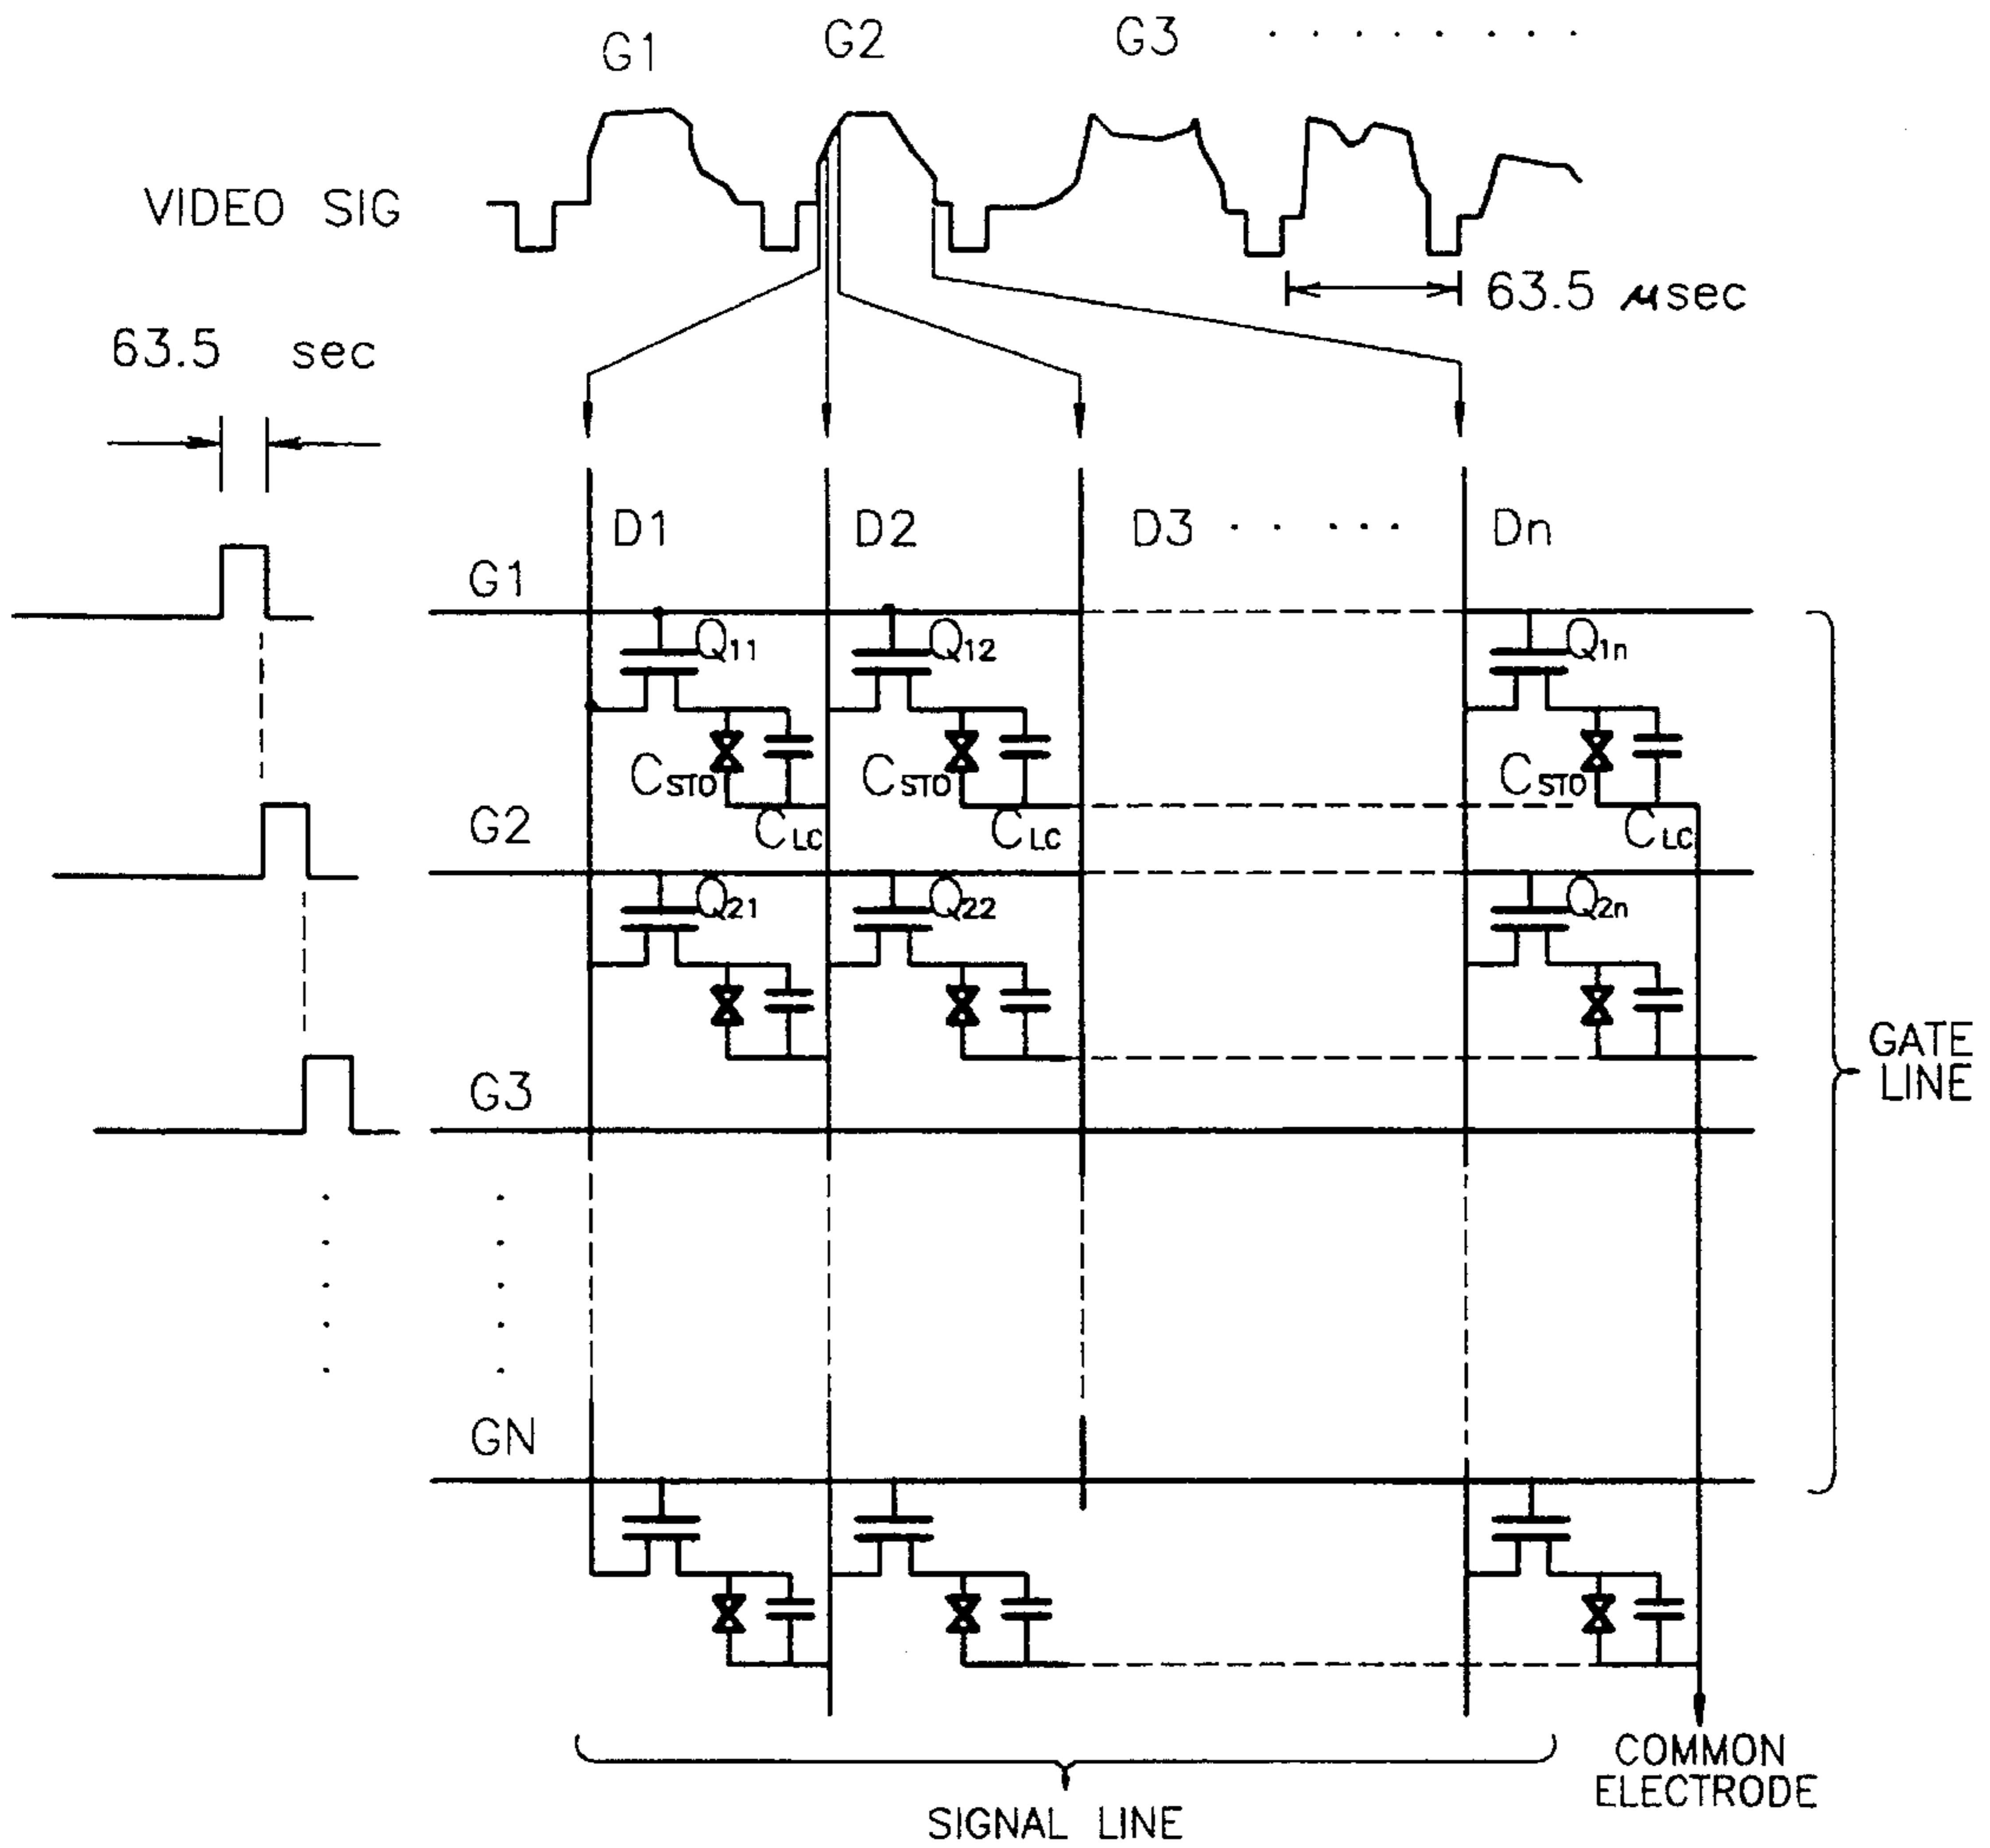 G1 G2 G3 . . . . . . . .
VIDEO SIG
63.5 μsec
63.5 sec
D1 D2 D3 . . . . . Dn
G1
Q11 Q12 Q1n
CSTO CSTO CSTO
CLC CLC CLC
G2
Q21 Q22 Q2n
GATE
LINE
G3
GN
COMMON
ELECTRODE
SIGNAL LINE